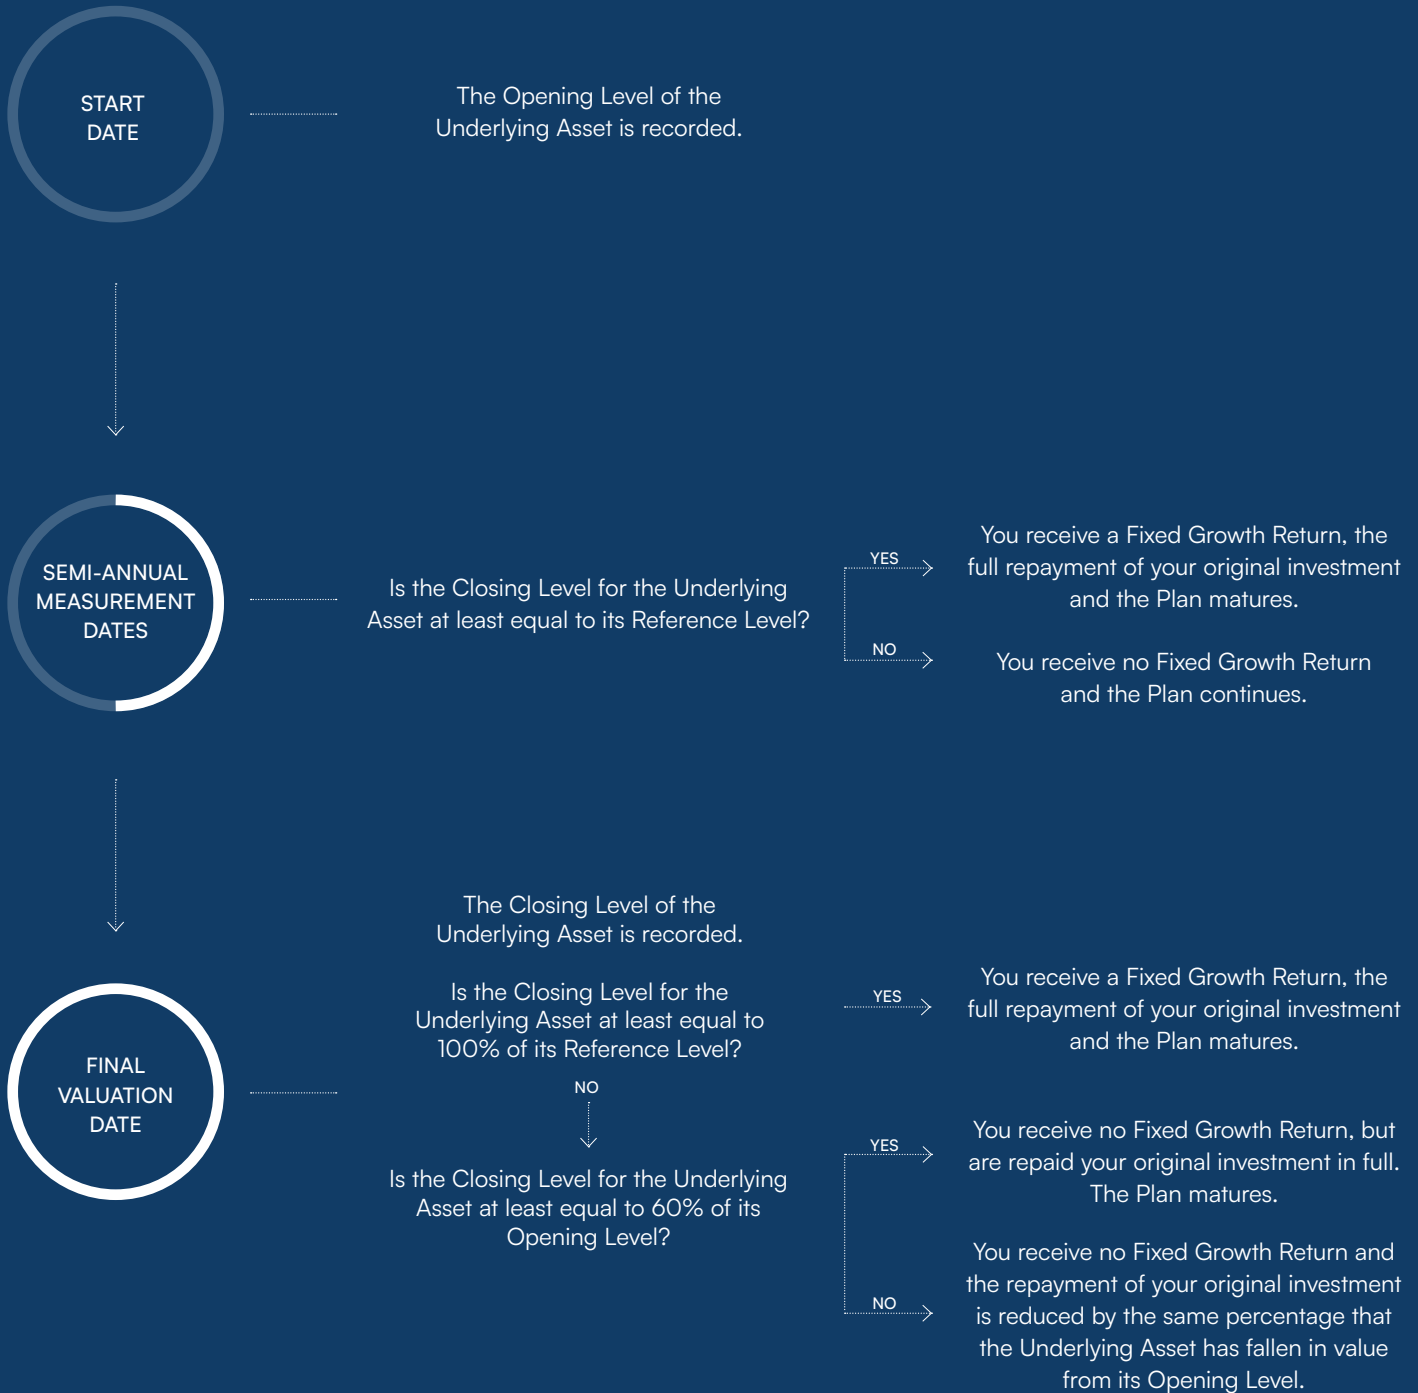 START
DATE
The Opening Level of the
Underlying Asset is recorded.
SEMI-ANNUAL
MEASUREMENT
DATES
Is the Closing Level for the Underlying
Asset at least equal to its Reference Level?
YES
You receive a Fixed Growth Return, the
full repayment of your original investment
and the Plan matures.
NO
You receive no Fixed Growth Return
and the Plan continues.
FINAL
VALUATION
DATE
The Closing Level of the
Underlying Asset is recorded.
Is the Closing Level for the
Underlying Asset at least equal to
100% of its Reference Level?
YES
You receive a Fixed Growth Return, the
full repayment of your original investment
and the Plan matures.
NO
Is the Closing Level for the Underlying
Asset at least equal to 60% of its
Opening Level?
YES
You receive no Fixed Growth Return, but
are repaid your original investment in full.
The Plan matures.
NO
You receive no Fixed Growth Return and
the repayment of your original investment
is reduced by the same percentage that
the Underlying Asset has fallen in value
from its Opening Level.